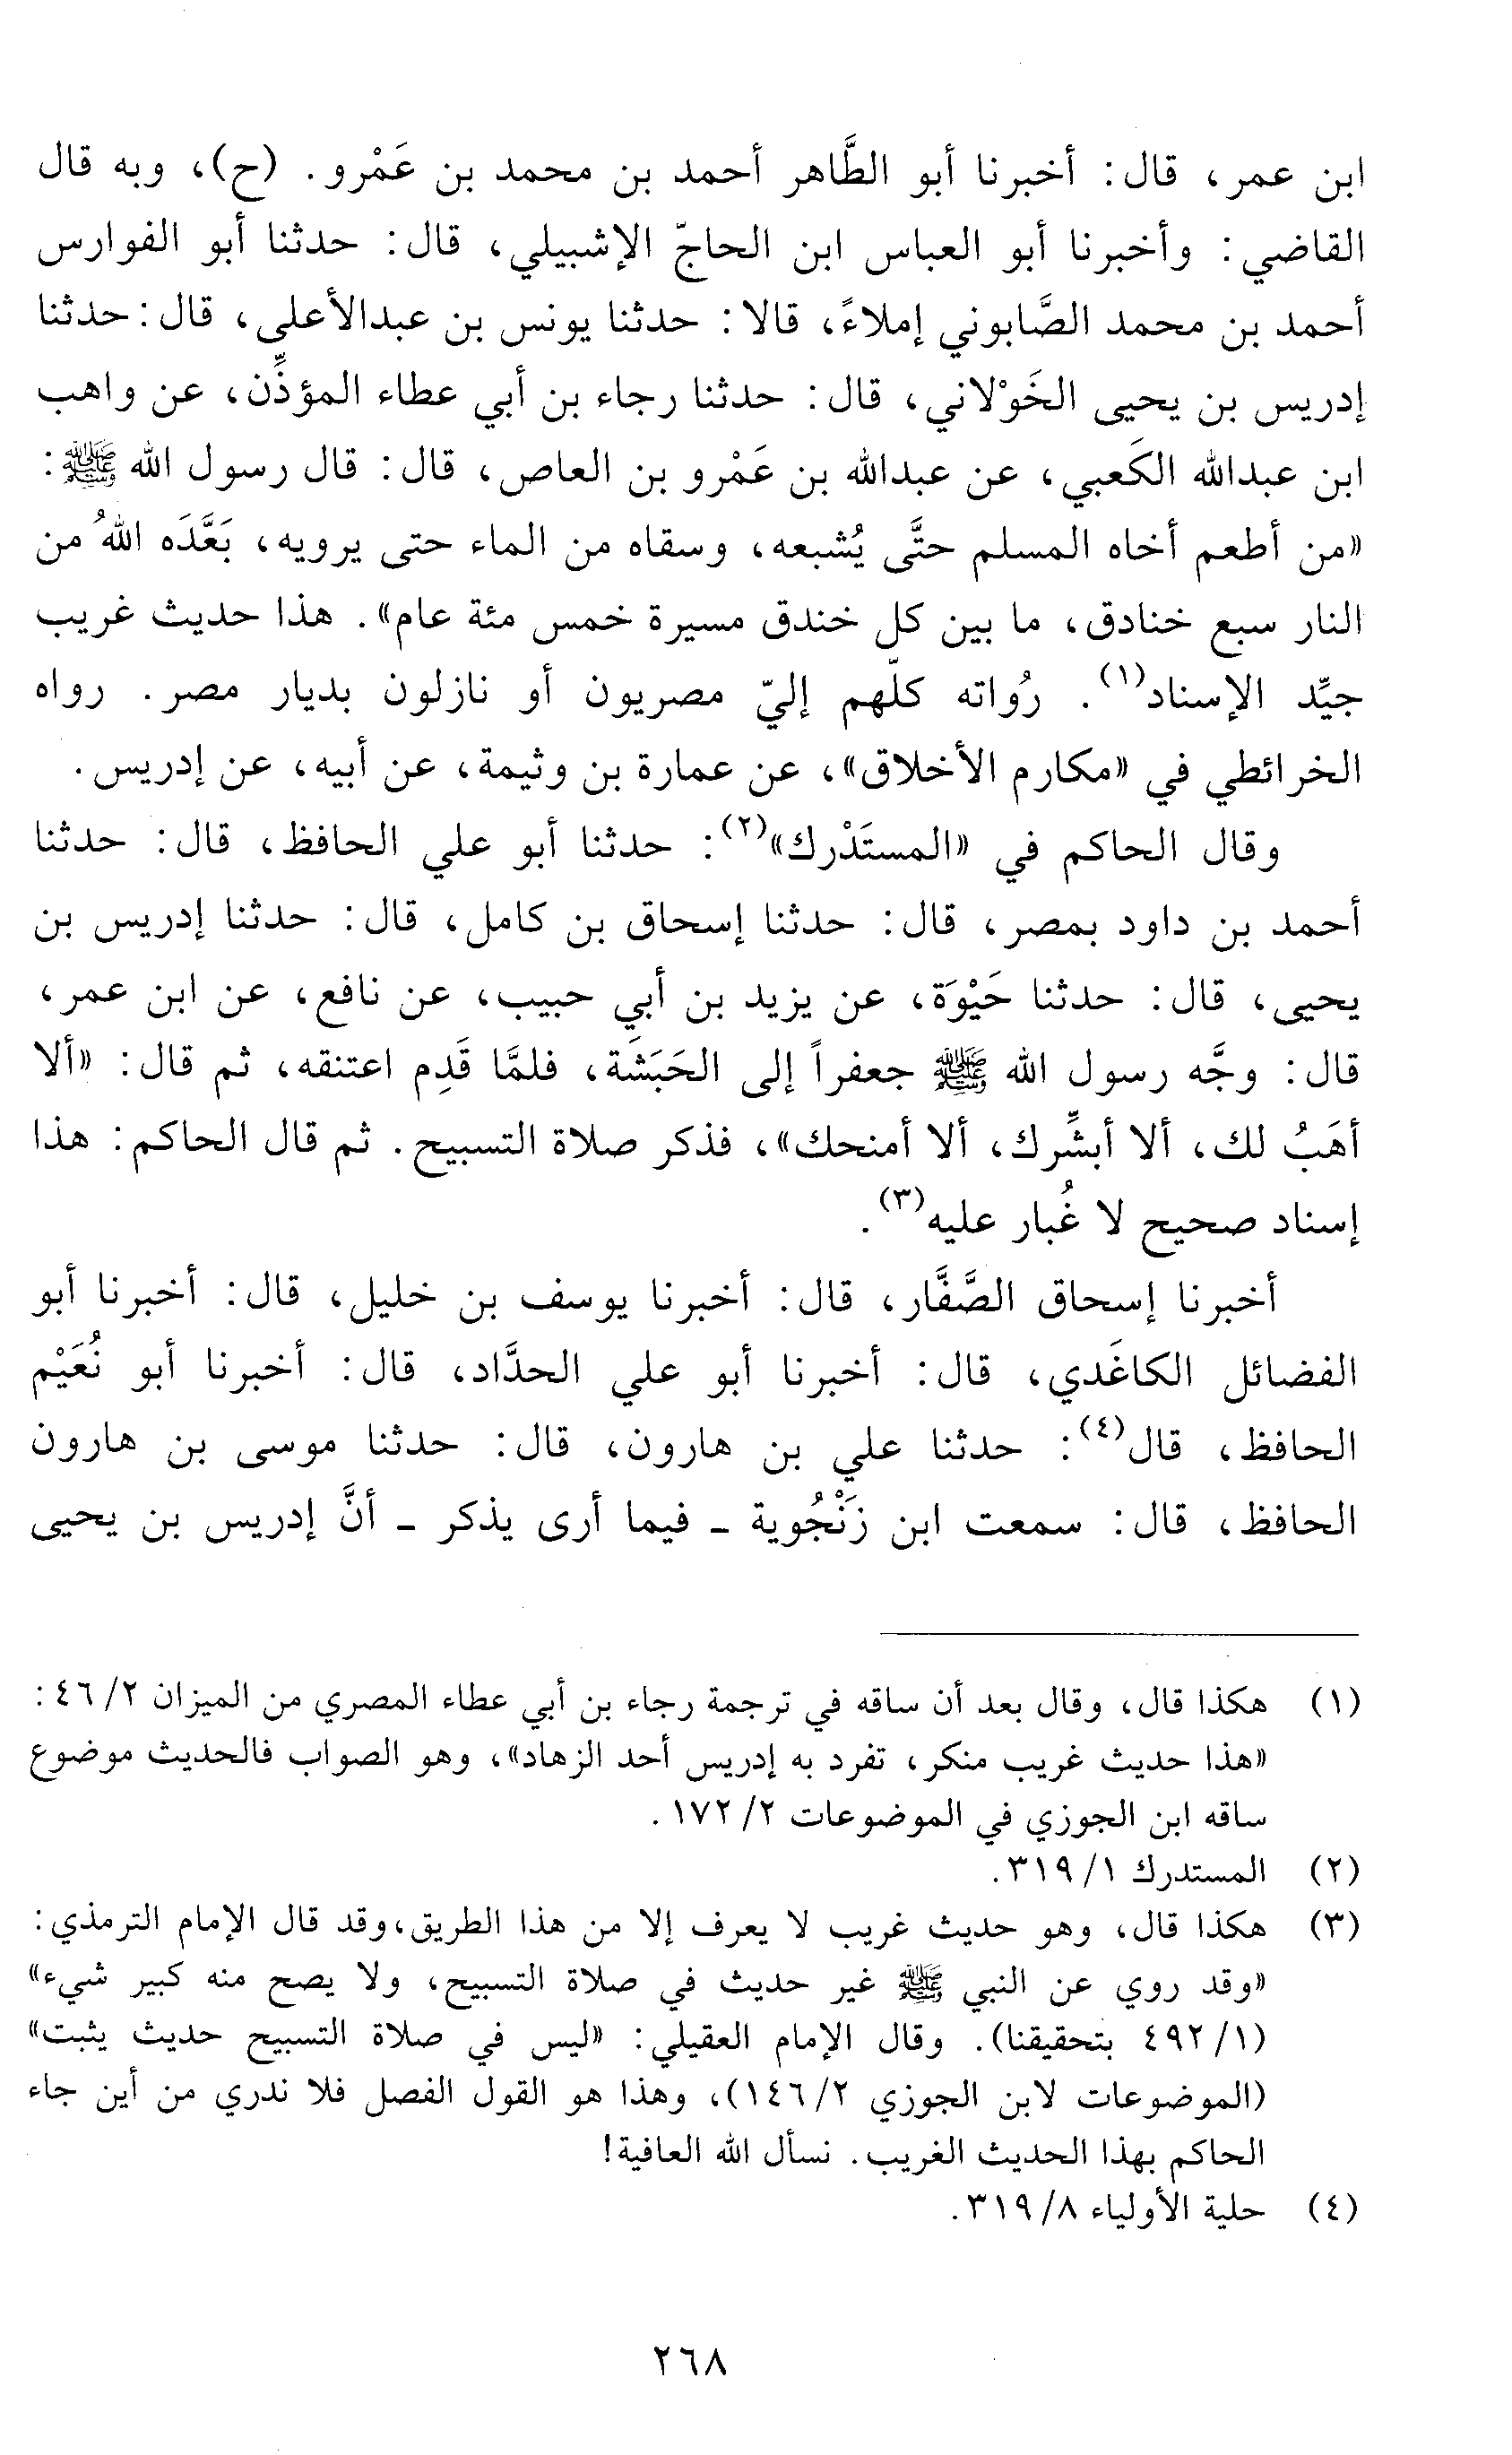 ابن عمر، قال: أخبرنا أبو الطَّاهر أحمد بن محمد بن عَمْرو. (ح)، وبه قال
القاضي: وأخبرنا أبو العباس ابن الحاجّ الإشبيلي، قال: حدثنا أبو الفوارس
أحمد بن محمد الصَّابوني إملاءً، قالا: حدثنا يونس بن عبدالأعلى، قال: حدثنا
إدريس بن يحيى الخَوْلاني، قال: حدثنا رجاء بن أبي عطاء المؤذِّن، عن واهب
ابن عبدالله الكَعبي، عن عبدالله بن عَمْرو بن العاص، قال: قال رسول الله ﷺ:
«من أطعم أخاه المسلم حتَّى يُشبعه، وسقاه من الماء حتى يرويه، بَعَّدَه اللهُ من
النار سبع خنادق، ما بين كل خندق مسيرة خمس مئة عام». هذا حديث غريب
جيِّد الإسناد(١). رُواته كلّهم إليّ مصريون أو نازلون بديار مصر. رواه
الخرائطي في «مكارم الأخلاق»، عن عمارة بن وثيمة، عن أبيه، عن إدريس.
وقال الحاكم في «المستَدْرك»(٢): حدثنا أبو علي الحافظ، قال: حدثنا
أحمد بن داود بمصر، قال: حدثنا إسحاق بن كامل، قال: حدثنا إدريس بن
يحيى، قال: حدثنا حَيْوَة، عن يزيد بن أبي حبيب، عن نافع، عن ابن عمر،
قال: وجَّه رسول الله ﷺ جعفراً إلى الحَبَشَة، فلمَّا قَدِم اعتنقه، ثم قال: «ألا
أهَبُ لك، ألا أبشِّرك، ألا أمنحك»، فذكر صلاة التسبيح. ثم قال الحاكم: هذا
إسناد صحيح لا غُبار عليه(٣).
أخبرنا إسحاق الصَّفَّار، قال: أخبرنا يوسف بن خليل، قال: أخبرنا أبو
الفضائل الكاغَدي، قال: أخبرنا أبو علي الحدَّاد، قال: أخبرنا أبو نُعَيْم
الحافظ، قال(٤): حدثنا علي بن هارون، قال: حدثنا موسى بن هارون
الحافظ، قال: سمعت ابن زَنْجُوية - فيما أرى يذكر - أنَّ إدريس بن يحيى
(١) هكذا قال، وقال بعد أن ساقه في ترجمة رجاء بن أبي عطاء المصري من الميزان ٢/ ٤٦:
«هذا حديث غريب منكر، تفرد به إدريس أحد الزهاد»، وهو الصواب فالحديث موضوع
ساقه ابن الجوزي في الموضوعات ٢/ ١٧٢.
(٢) المستدرك ١/ ٣١٩.
(٣) هكذا قال، وهو حديث غريب لا يعرف إلا من هذا الطريق،وقد قال الإمام الترمذي:
«وقد روي عن النبي ﷺ غير حديث في صلاة التسبيح، ولا يصح منه كبير شيء»
(١/ ٤٩٢ بتحقيقنا). وقال الإمام العقيلي: «ليس في صلاة التسبيح حديث يثبت»
(الموضوعات لابن الجوزي ٢/ ١٤٦)، وهذا هو القول الفصل فلا ندري من أين جاء
الحاكم بهذا الحديث الغريب. نسأل الله العافية!
(٤) حلية الأولياء ٨/ ٣١٩.
٢٦٨